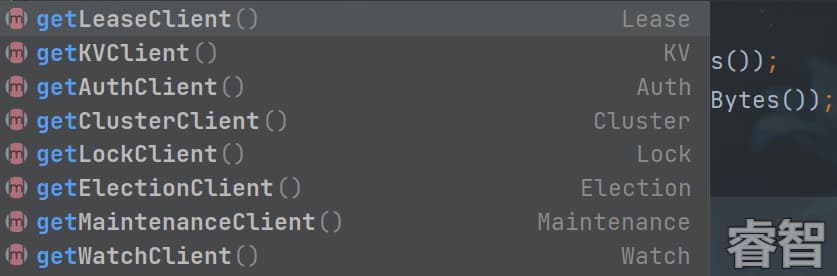 getLeaseClient() Lease
getKVClient() KV
s());
getAuthClient() Auth
Bytes());
getClusterClient() Cluster
getLockClient() Lock
getElectionClient() Election
getMaintenanceClient() Maintenance
getWatchClient() Watch
睿智